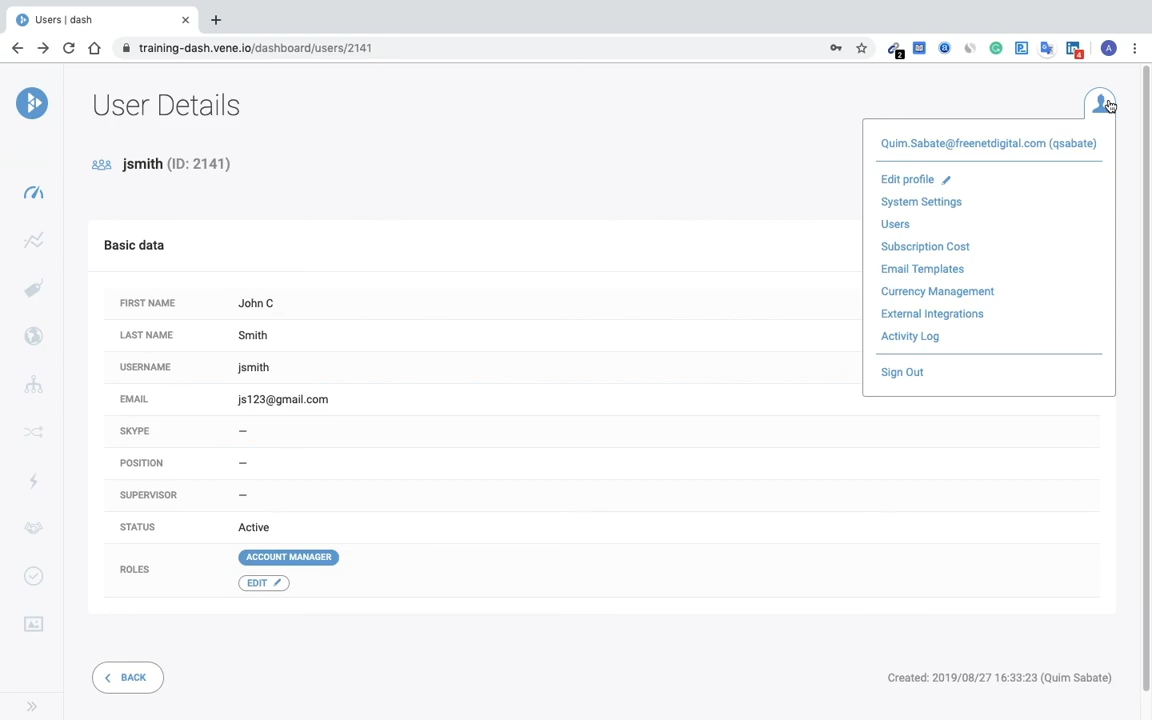 Users | dash
training-dash.vene.io/dashboard/users/2141
2
4
A
User Details
Quim.Sabate@freenetdigital.com (qsabate)
jsmith (ID: 2141)
Edit profile
System Settings
Users
Subscription Cost
Email Templates
Currency Management
External Integrations
Activity Log
Sign Out
Basic data
FIRST NAME John C
LAST NAME Smith
USERNAME jsmith
EMAIL js123@gmail.com
SKYPE —
POSITION —
SUPERVISOR —
STATUS Active
ROLES ACCOUNT MANAGER
EDIT
BACK
Created: 2019/08/27 16:33:23 (Quim Sabate)